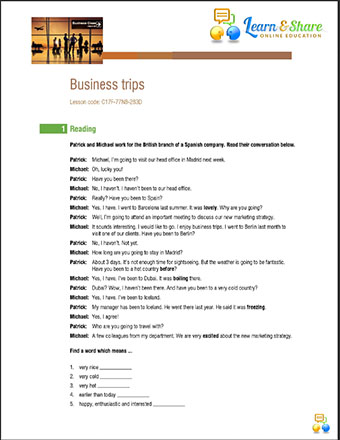 Business Class
Learn & Share
ONLINE EDUCATION
Business trips
Lesson code: C17F-77N8-283D
1 Reading
Patrick and Michael work for the British branch of a Spanish company. Read their conversation below.
Patrick: Michael, I'm going to visit our head office in Madrid next week.
Michael: Oh, lucky you!
Patrick: Have you been there?
Michael: No, I haven't. I haven't been to our head office.
Patrick: Really? Have you been to Spain?
Michael: Yes, I have. I went to Barcelona last summer. It was lovely. Why are you going?
Patrick: Well, I'm going to attend an important meeting to discuss our new marketing strategy.
Michael: It sounds interesting. I would like to go. I enjoy business trips. I went to Berlin last month to
visit one of our clients. Have you been to Berlin?
Patrick: No, I haven't. Not yet.
Michael: How long are you going to stay in Madrid?
Patrick: About 3 days. It's not enough time for sightseeing. But the weather is going to be fantastic.
Have you been to a hot country before?
Michael: Yes, I have. I've been to Dubai. It was boiling there.
Patrick: Dubai? Wow, I haven't been there. And have you been to a very cold country?
Michael: Yes, I have. I've been to Iceland.
Patrick: My manager has been to Iceland. He went there last year. He said it was freezing.
Michael: Yes, I agree!
Patrick: Who are you going to travel with?
Michael: A few colleagues from my department. We are very excited about the new marketing strategy.
Find a word which means ...
1. very nice
2. very cold
3. very hot
4. earlier than today
5. happy, enthusiastic and interested